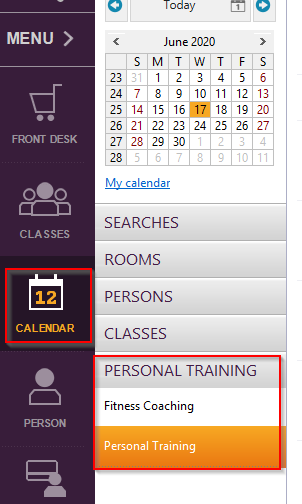 MENU
Today
1
June 2020
S M T W T F S
23 31 1 2 3 4 5 6
24 7 8 9 10 11 12 13
25 14 15 16 17 18 19 20
26 21 22 23 24 25 26 27
27 28 29 30 1 2 3 4
28 5 6 7 8 9 10 11
My calendar
FRONT DESK
CLASSES
12
CALENDAR
PERSON
SEARCHES
ROOMS
PERSONS
CLASSES
PERSONAL TRAINING
Fitness Coaching
Personal Training